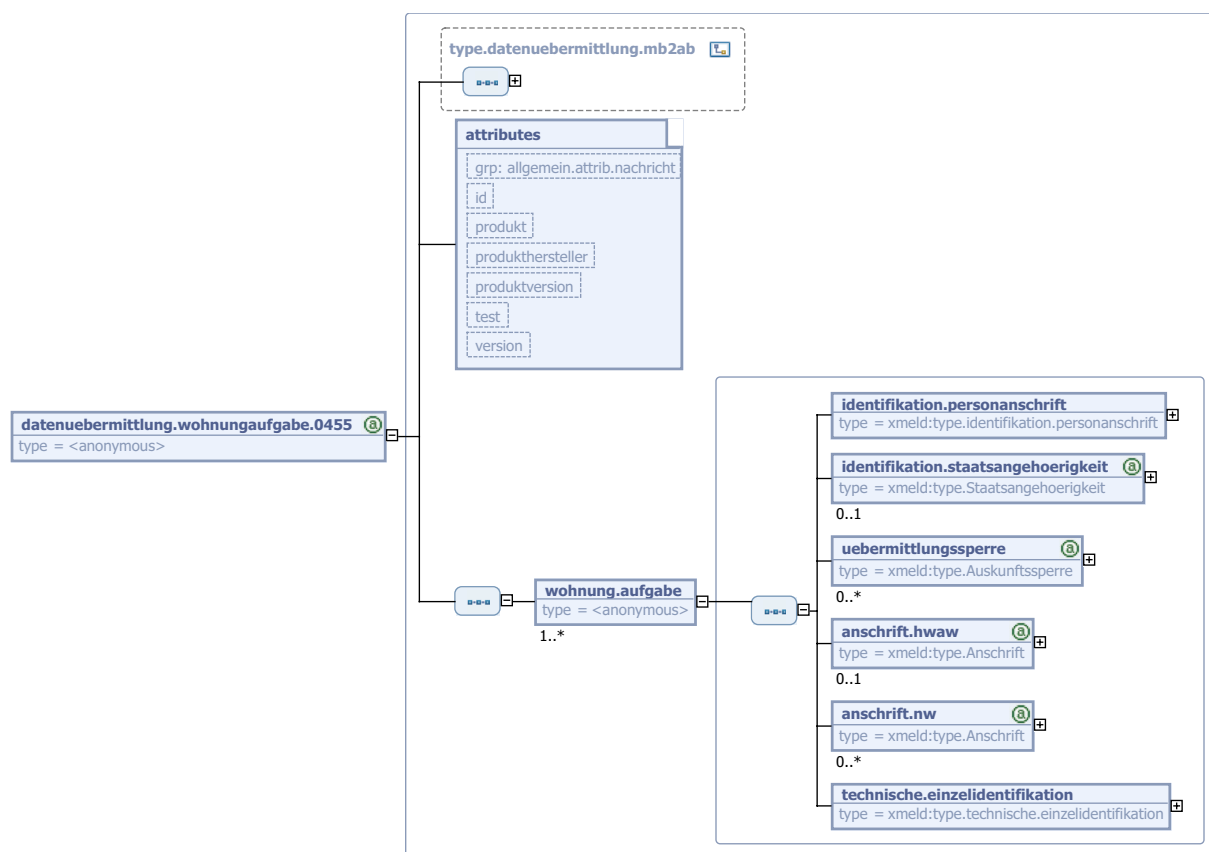 type.datenuebermittlung.mb2ab
attributes
grp: allgemein.attrib.nachricht
id
produkt
produkthersteller
produktversion
test
version
datenuebermittlung.wohnungaufgabe.0455 a
type = <anonymous>
wohnung.aufgabe
type = <anonymous>
1..*
identifikation.personanschrift
type = xmeld:type.identifikation.personanschrift
identifikation.staatsangehoerigkeit a
type = xmeld:type.Staatsangehoerigkeit
0..1
uebermittlungssperre a
type = xmeld:type.Auskunftssperre
0..*
anschrift.hwaw a
type = xmeld:type.Anschrift
0..1
anschrift.nw a
type = xmeld:type.Anschrift
0..*
technische.einzelidentifikation
type = xmeld:type.technische.einzelidentifikation